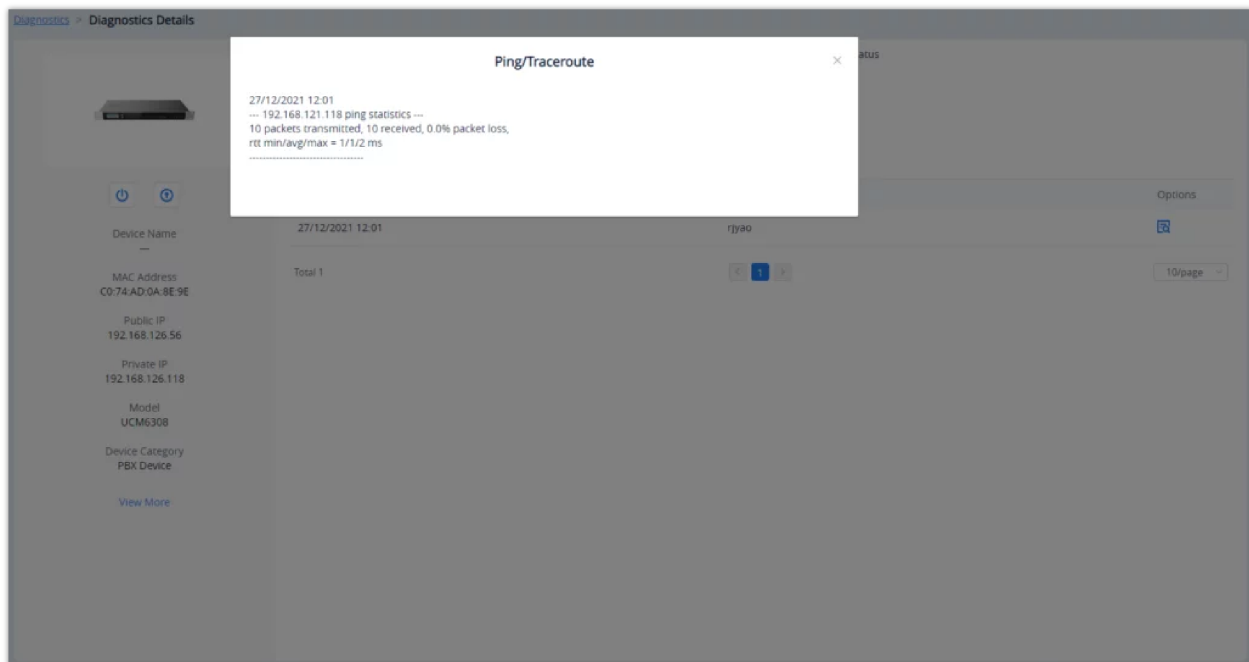 Diagnostics > Diagnostics Details
Ping/Traceroute
atus
27/12/2021 12:01
--- 192.168.121.118 ping statistics ---
10 packets transmitted, 10 received, 0.0% packet loss,
rtt min/avg/max = 1/1/2 ms
----------------------------------
Options
27/12/2021 12:01 rjyao
Total 1 < 1 > 10/page
Device Name
---
MAC Address
C0:74:AD:0A:8E:9E
Public IP
192.168.126.56
Private IP
192.168.126.118
Model
UCM6308
Device Category
PBX Device
View More